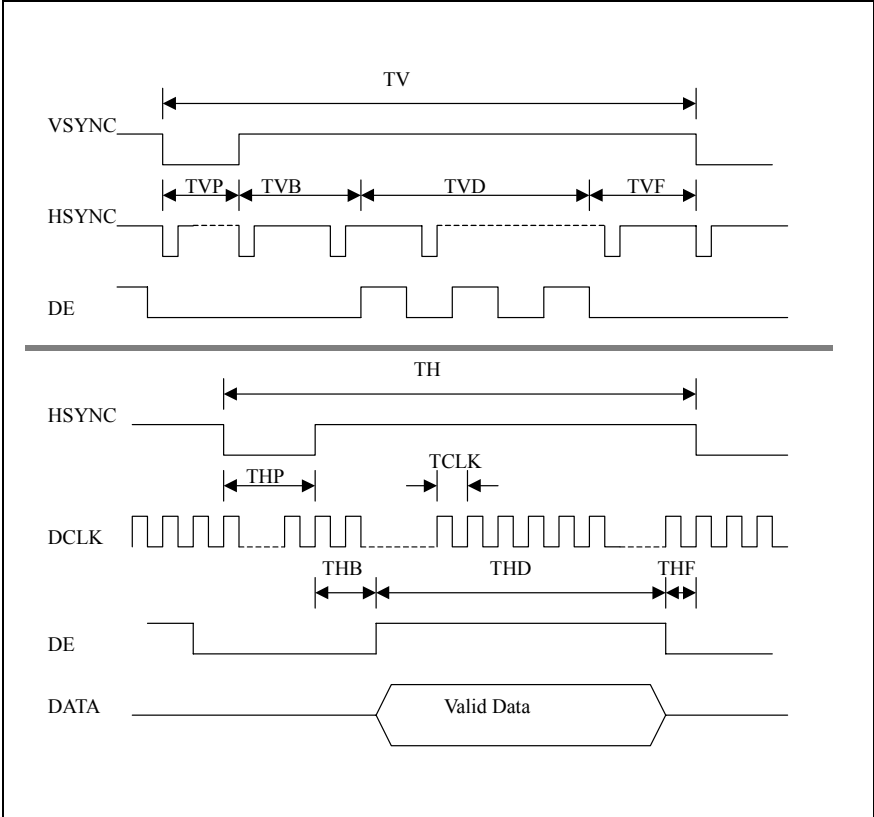 TV
VSYNC
TVP TVB TVD TVF
HSYNC
DE
TH
HSYNC
TCLK
THP
DCLK
THB THD THF
DE
DATA Valid Data